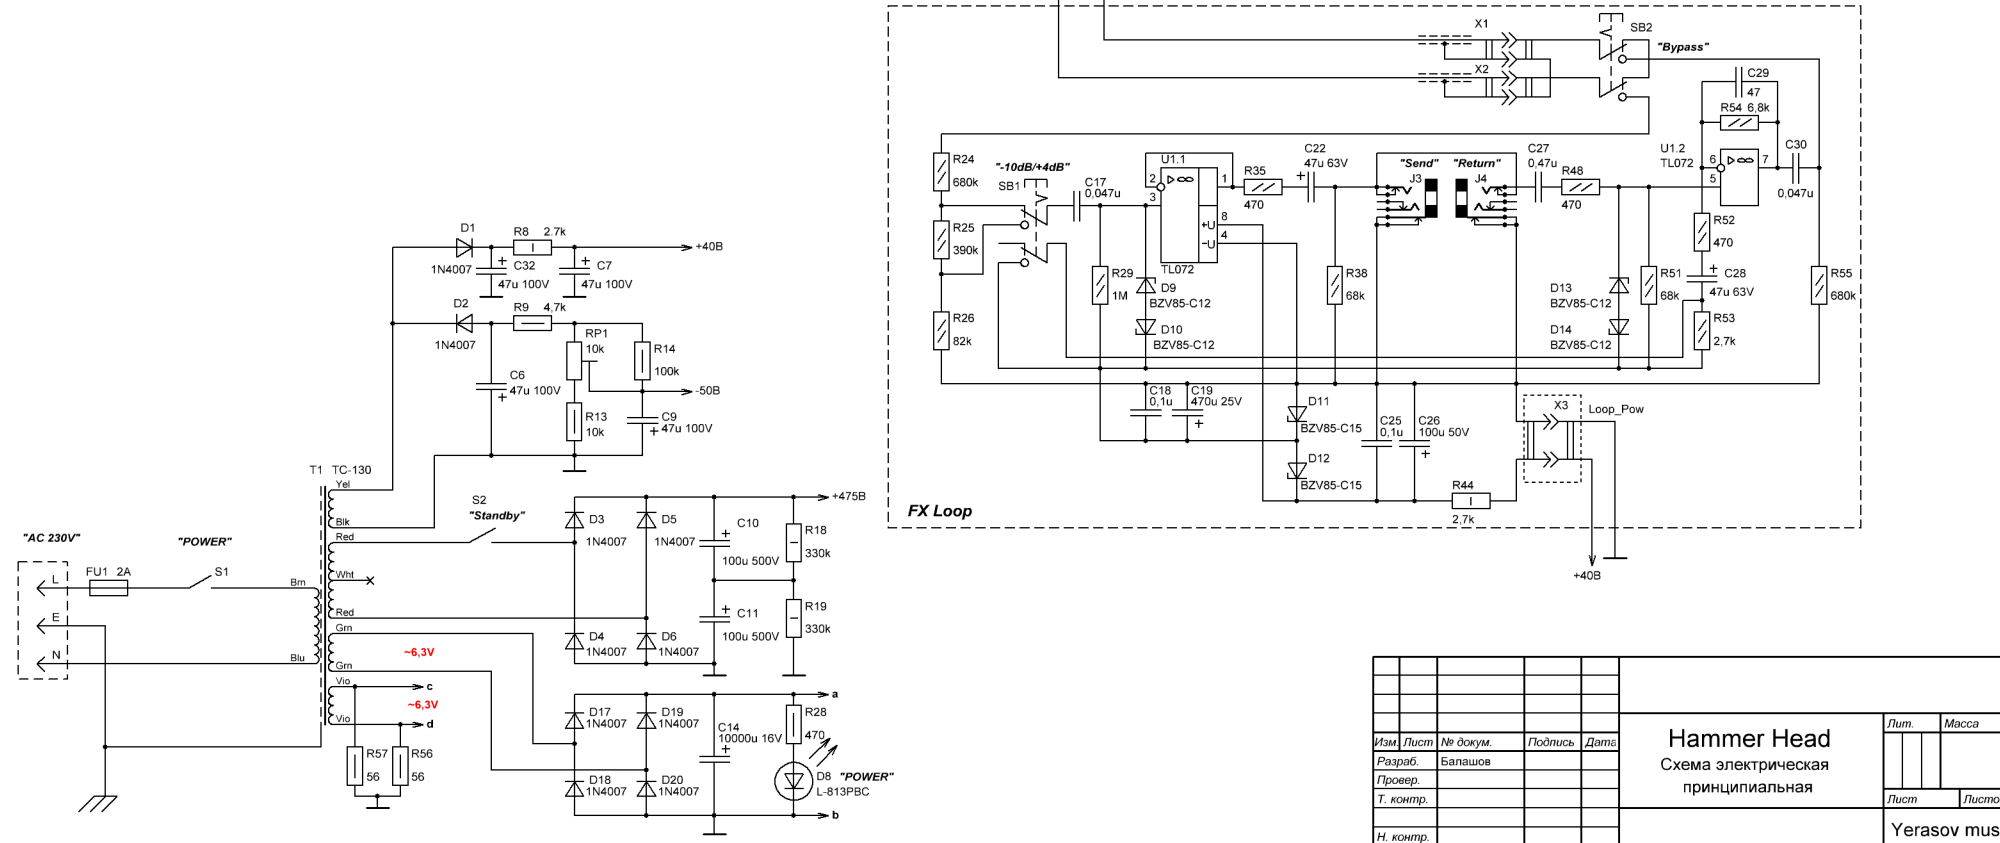 X1
SB2
"Bypass"
X2
C29
47
R54 6,8k
"-10dB/+4dB"
SB1
R24
680k
C17
0,047u
U1.1
2
3
1
8
4
+U
-U
TL072
R35
470
C22
47u 63V
+
"Send"
"Return"
J3
J4
C27
0,47u
R48
470
U1.2
TL072
6
5
7
C30
0,047u
R25
390k
R29
1M
D9
BZV85-C12
D10
BZV85-C12
R38
68k
D13
BZV85-C12
D14
BZV85-C12
R51
68k
R52
470
C28
+
47u 63V
R53
2,7k
R55
680k
R26
82k
C18
0,1u
C19
470u 25V
+
D11
BZV85-C15
D12
BZV85-C15
C25
0,1u
C26
100u 50V
+
X3
Loop_Pow
R44
2,7k
+40В
FX Loop
D1
1N4007
R8 2.7k
+40В
+
C32
47u 100V
+
C7
47u 100V
D2
1N4007
R9 4,7k
RP1
10k
R14
100k
C6
47u 100V
+
-50В
R13
10k
C9
47u 100V
+
T1 TC-130
Yel
Blk
Red
Wht
Red
Grn
Grn
Vio
Vio
Brn
Blu
"AC 230V"
L
E
N
FU1 2A
"POWER"
S1
S2
"Standby"
D3
1N4007
D5
1N4007
D4
1N4007
D6
1N4007
+475В
+
C10
100u 500V
R18
330k
+
C11
100u 500V
R19
330k
~6,3V
c
~6,3V
d
R57
56
R56
56
D17
1N4007
D19
1N4007
D18
1N4007
D20
1N4007
C14
10000u 16V
+
R28
470
D8 "POWER"
L-813PBC
a
b
Изм. Лист № докум. Подпись Дата
Разраб. Балашов
Провер.
Т. контр.
Н. контр.
Hammer Head
Схема электрическая
принципиальная
Лит. Масса
Лист Листо
Yerasov mus